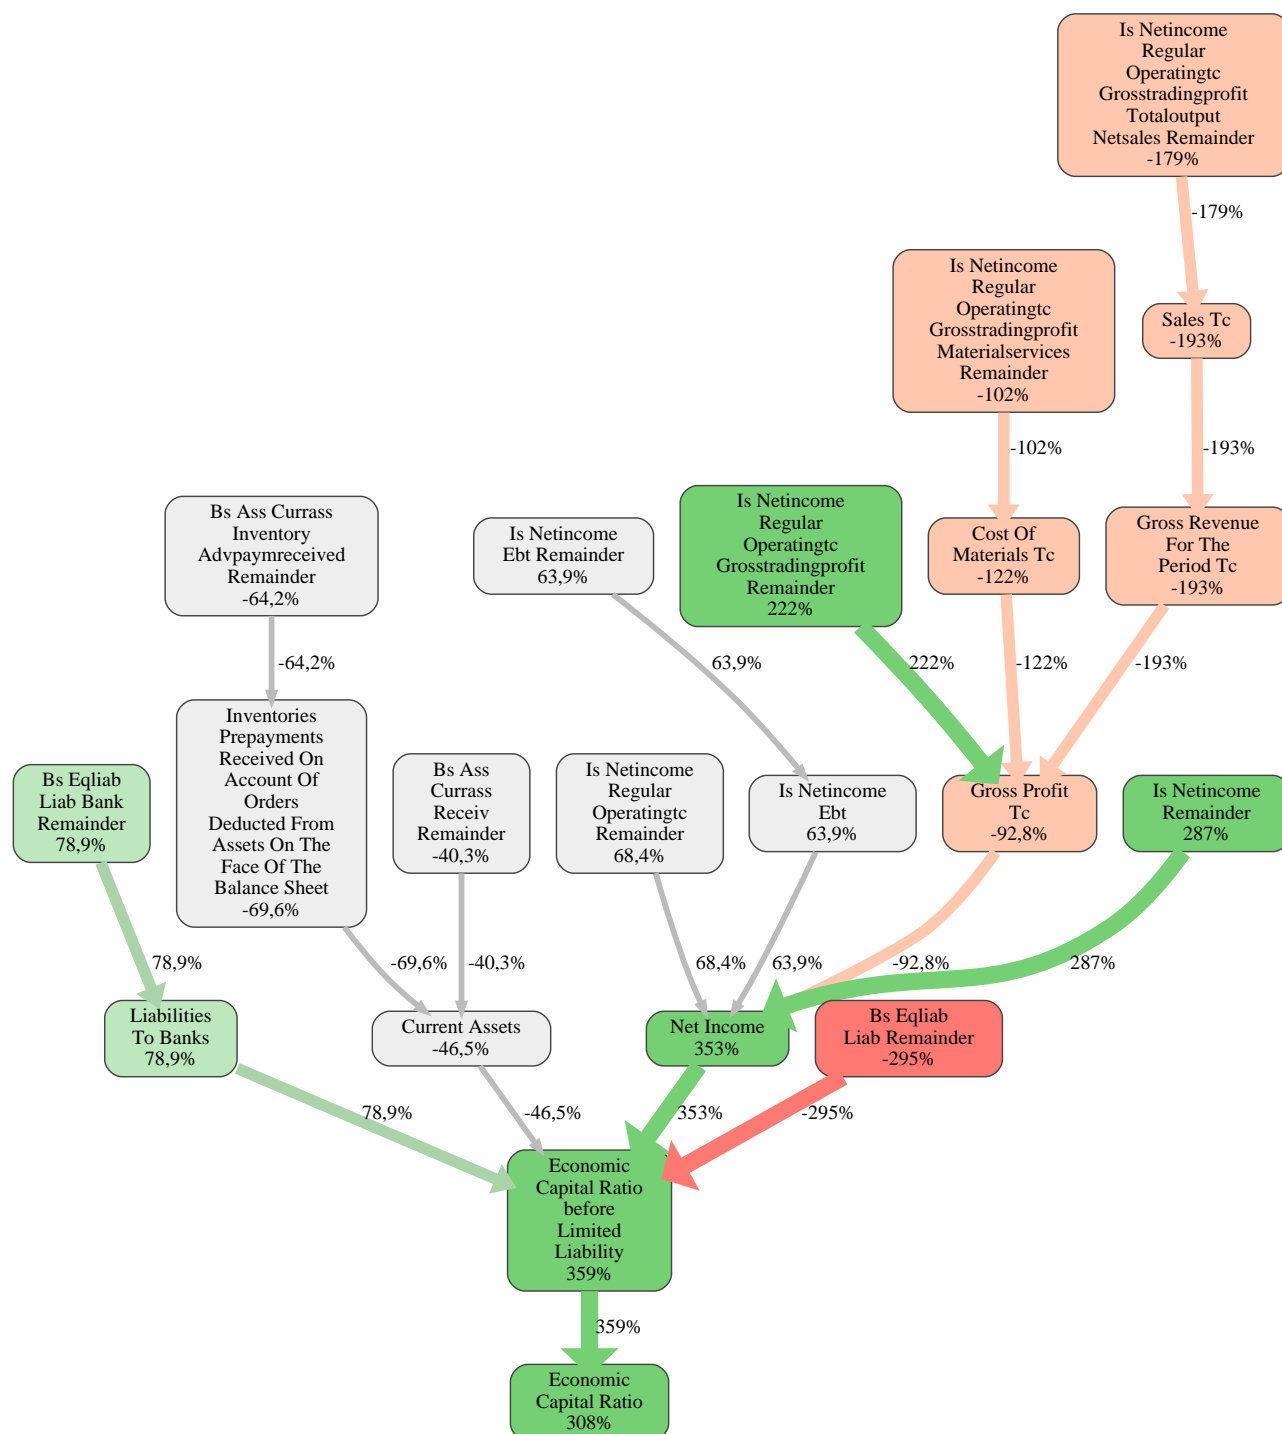 Is Netincome
Regular
Operatingtc
Grosstradingprofit
Totaloutput
Netsales Remainder
-179%
-179%
Is Netincome
Regular
Operatingtc
Grosstradingprofit
Materialservices
Remainder
-102%
Sales Tc
-193%
-102%
-193%
Bs Ass Currass
Inventory
Advpaymreceived
Remainder
-64,2%
Is Netincome
Ebt Remainder
63,9%
Is Netincome
Regular
Operatingtc
Grosstradingprofit
Remainder
222%
Cost Of
Materials Tc
-122%
Gross Revenue
For The
Period Tc
-193%
-64,2%
63,9%
222%
-122%
-193%
Bs Eqliab
Liab Bank
Remainder
78,9%
Inventories
Prepayments
Received On
Account Of
Orders
Deducted From
Assets On The
Face Of The
Balance Sheet
-69,6%
Bs Ass
Currass
Receiv
Remainder
-40,3%
Is Netincome
Regular
Operatingtc
Remainder
68,4%
Is Netincome
Ebt
63,9%
Gross Profit
Tc
-92,8%
Is Netincome
Remainder
287%
78,9%
-69,6%
-40,3%
68,4%
63,9%
-92,8%
287%
Liabilities
To Banks
78,9%
Current Assets
-46,5%
Net Income
353%
Bs Eqliab
Liab Remainder
-295%
78,9%
-46,5%
353%
-295%
Economic
Capital Ratio
before
Limited
Liability
359%
359%
Economic
Capital Ratio
308%